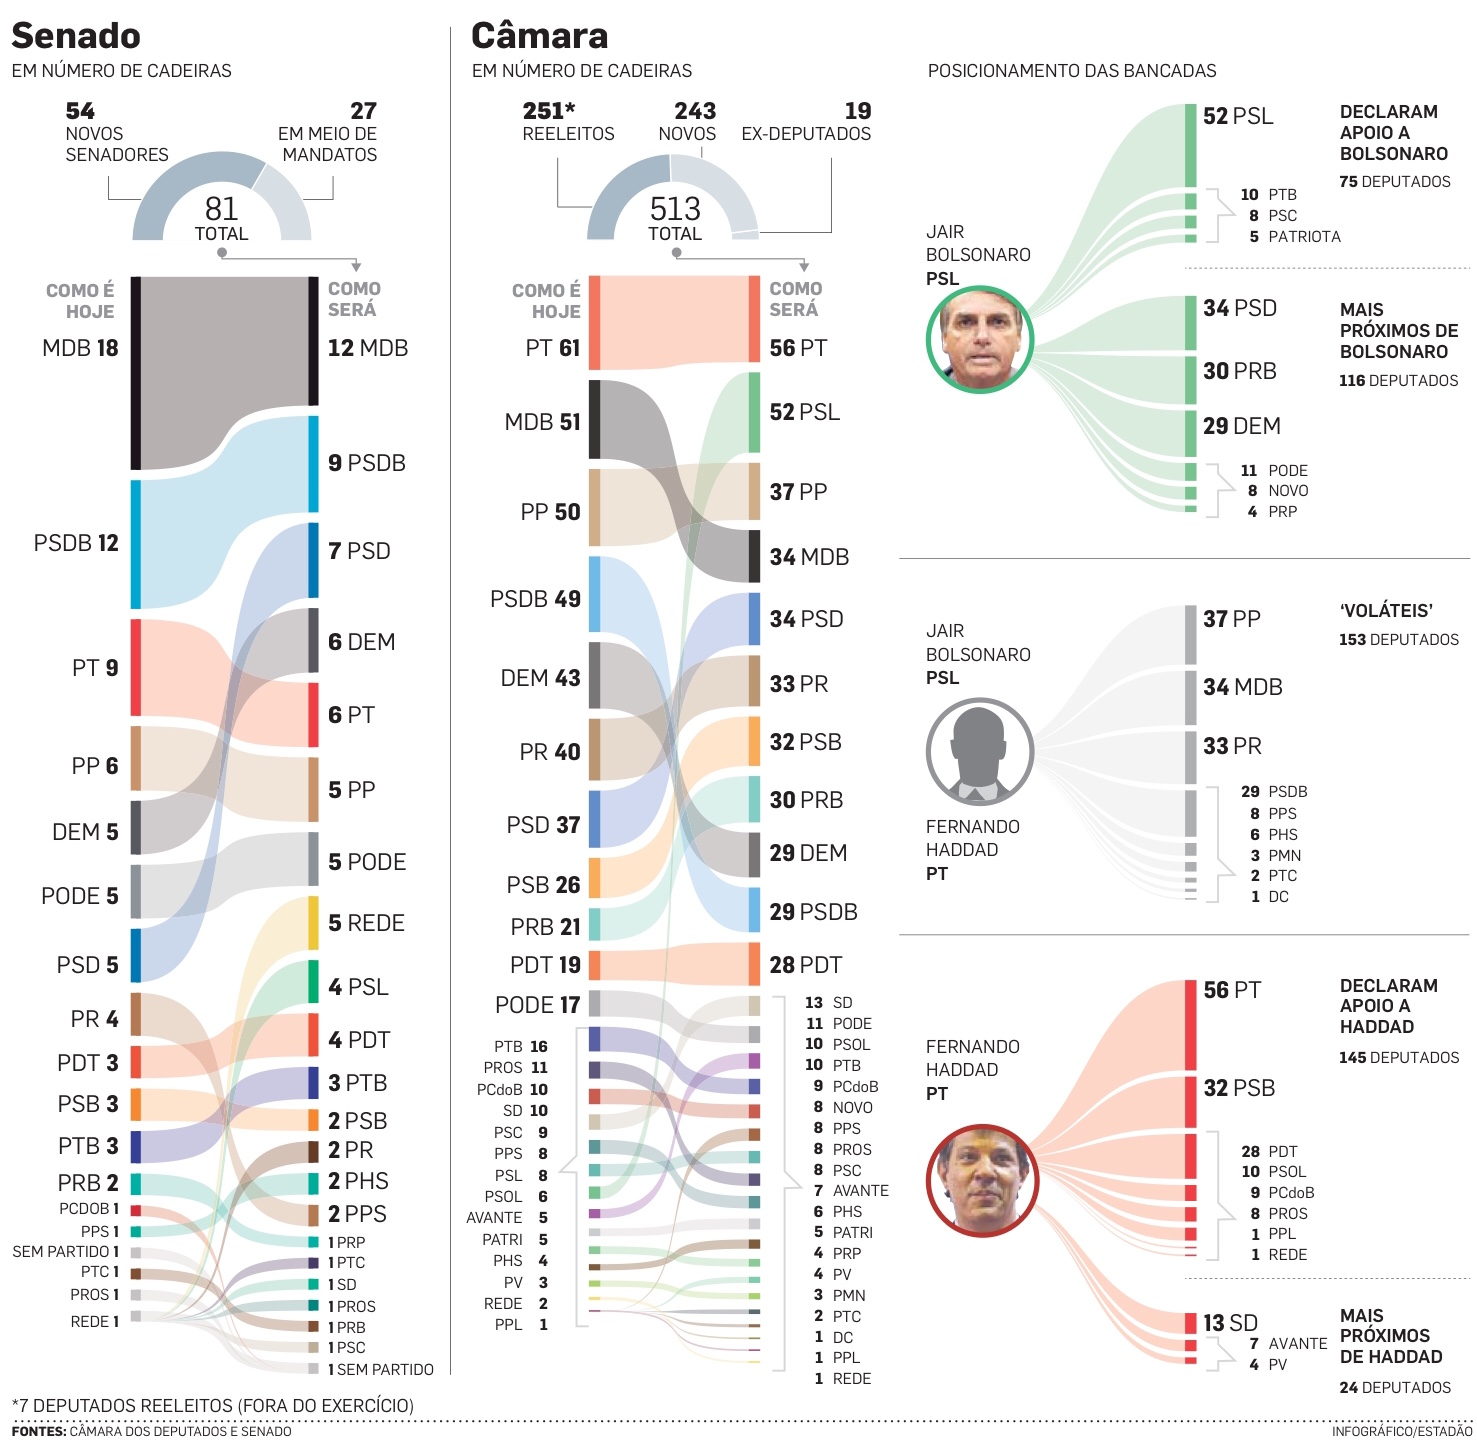 Senado
EM NÚMERO DE CADEIRAS
54
NOVOS
SENADORES
27
EM MEIO DE
MANDATOS
81
TOTAL
COMO É
HOJE
MDB 18
PSDB 12
PT 9
PP 6
DEM 5
PODE 5
PSD 5
PR 4
PDT 3
PSB 3
PTB 3
PRB 2
PCDOB 1
PPS 1
SEM PARTIDO 1
PTC 1
PROS 1
REDE 1
COMO
SERÁ
12 MDB
9 PSDB
7 PSD
6 DEM
6 PT
5 PP
5 PODE
5 REDE
4 PSL
4 PDT
3 PTB
2 PSB
2 PR
2 PHS
2 PPS
1 PRP
1 PTC
1 SD
1 PROS
1 PRB
1 PSC
1 SEM PARTIDO
Câmara
EM NÚMERO DE CADEIRAS
251*
REELEITOS
243
NOVOS
19
EX-DEPUTADOS
513
TOTAL
COMO É
HOJE
PT 61
MDB 51
PP 50
PSDB 49
DEM 43
PR 40
PSD 37
PSB 26
PRB 21
PDT 19
PODE 17
PTB 16
PROS 11
PCdoB 10
SD 10
PSC 9
PPS 8
PSL 8
PSOL 6
AVANTE 5
PATRI 5
PHS 4
PV 3
REDE 2
PPL 1
COMO
SERÁ
56 PT
52 PSL
37 PP
34 MDB
34 PSD
33 PR
32 PSB
30 PRB
29 DEM
29 PSDB
28 PDT
13 SD
11 PODE
10 PSOL
10 PTB
9 PCdoB
8 NOVO
8 PPS
8 PROS
8 PSC
7 AVANTE
6 PHS
5 PATRI
4 PRP
4 PV
3 PMN
2 PTC
1 DC
1 PPL
1 REDE
POSICIONAMENTO DAS BANCADAS
JAIR
BOLSONARO
PSL
52 PSL
10 PTB
8 PSC
5 PATRIOTA
DECLARAM
APOIO A
BOLSONARO
75 DEPUTADOS
34 PSD
30 PRB
29 DEM
11 PODE
8 NOVO
4 PRP
MAIS
PRÓXIMOS DE
BOLSONARO
116 DEPUTADOS
JAIR
BOLSONARO
PSL
FERNANDO
HADDAD
PT
37 PP
34 MDB
33 PR
29 PSDB
8 PPS
6 PHS
3 PMN
2 PTC
1 DC
‘VOLÁTEIS’
153 DEPUTADOS
FERNANDO
HADDAD
PT
56 PT
32 PSB
28 PDT
10 PSOL
9 PCdoB
8 PROS
1 PPL
1 REDE
DECLARAM
APOIO A
HADDAD
145 DEPUTADOS
13 SD
7 AVANTE
4 PV
MAIS
PRÓXIMOS
DE HADDAD
24 DEPUTADOS
*7 DEPUTADOS REELEITOS (FORA DO EXERCÍCIO)
FONTES: CÂMARA DOS DEPUTADOS E SENADO
INFOGRÁFICO/ESTADÃO